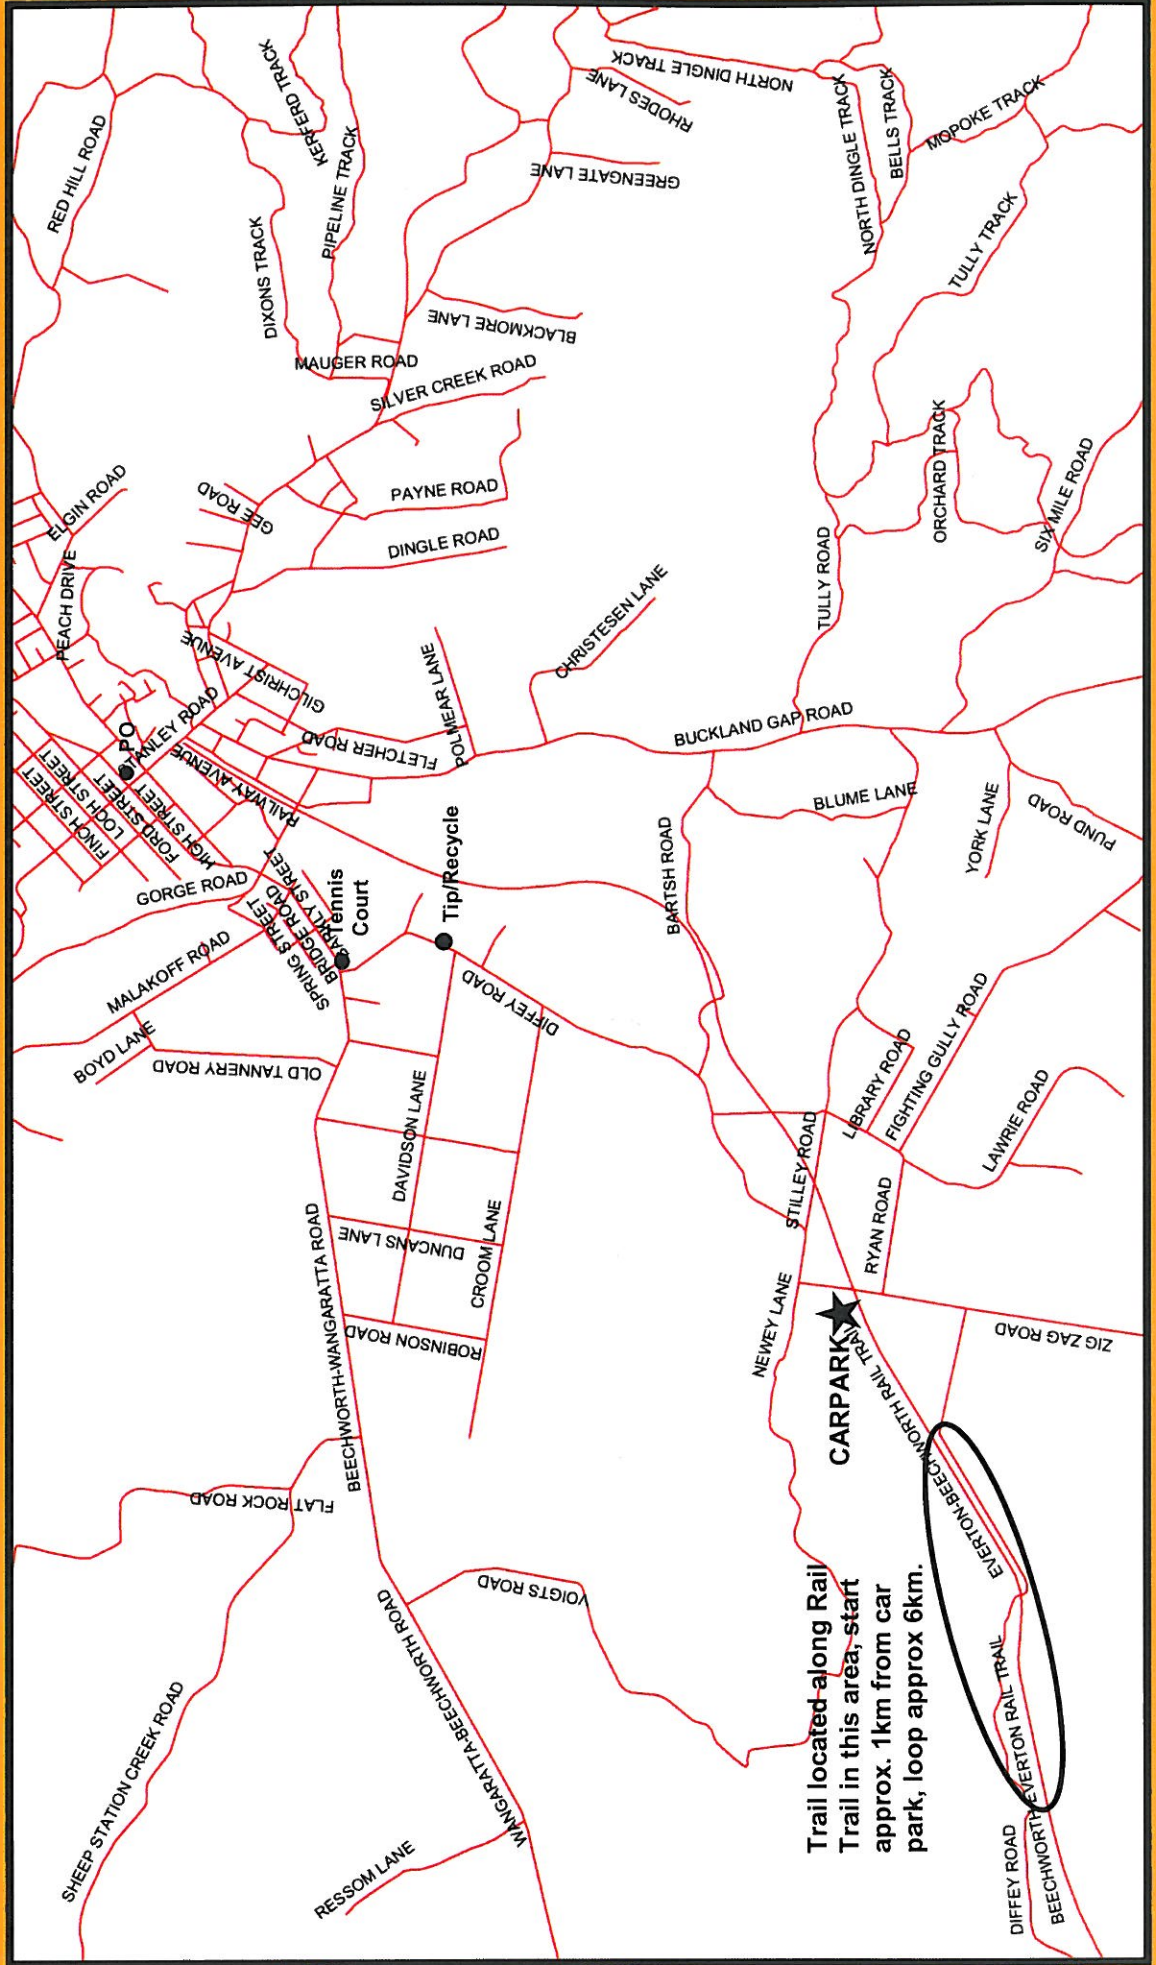 RED HILL ROAD
KERFERD TRACK
PIPELINE TRACK
DIXONS TRACK
MAUGER ROAD
SILVER CREEK ROAD
BLACKMORE LANE
GREENGATE LANE
RHODES LANE
NORTH DINGLE TRACK
NORTH DINGLE TRACK
BELLS TRACK
MOPOKE TRACK
TULLY TRACK
ORCHARD TRACK
SIX MILE ROAD
TULLY ROAD
ELGIN ROAD
PEACH DRIVE
GEE ROAD
PAYNE ROAD
DINGLE ROAD
CHRISTESEN LANE
POLMEAR LANE
GILCHRIST AVENUE
STANLEY ROAD
PO
FLETCHER ROAD
RAILWAY AVENUE
FINCH STREET
LOCH STREET
FORD STREET
HIGH STREET
GORGE ROAD
BUCKLAND GAP ROAD
BLUME LANE
YORK LANE
PUND ROAD
BARTSH ROAD
Tip/Recycle
Tennis
Court
SPRING STREET
BRIDGE ROAD
BARKLY STREET
MALAKOFF ROAD
BOYD LANE
OLD TANNERY ROAD
DIFFEY ROAD
DAVIDSON LANE
DUNCANS LANE
CROOM LANE
ROBINSON ROAD
BEECHWORTH-WANGARATTA ROAD
STILLEY ROAD
LIBRARY ROAD
FIGHTING GULLY ROAD
LAWRIE ROAD
RYAN ROAD
NEWEY LANE
ZIG ZAG ROAD
CARPARK
EVERTON-BEECHWORTH RAIL TRAIL
FLAT ROCK ROAD
VOIGTS ROAD
WANGARATTA-BEECHWORTH ROAD
SHEEP STATION CREEK ROAD
RESSOM LANE
Trail located along Rail
Trail in this area, start
approx. 1km from car
park, loop approx 6km.
BEECHWORTH-EVERTON RAIL TRAIL
DIFFEY ROAD
BEECHWORTH